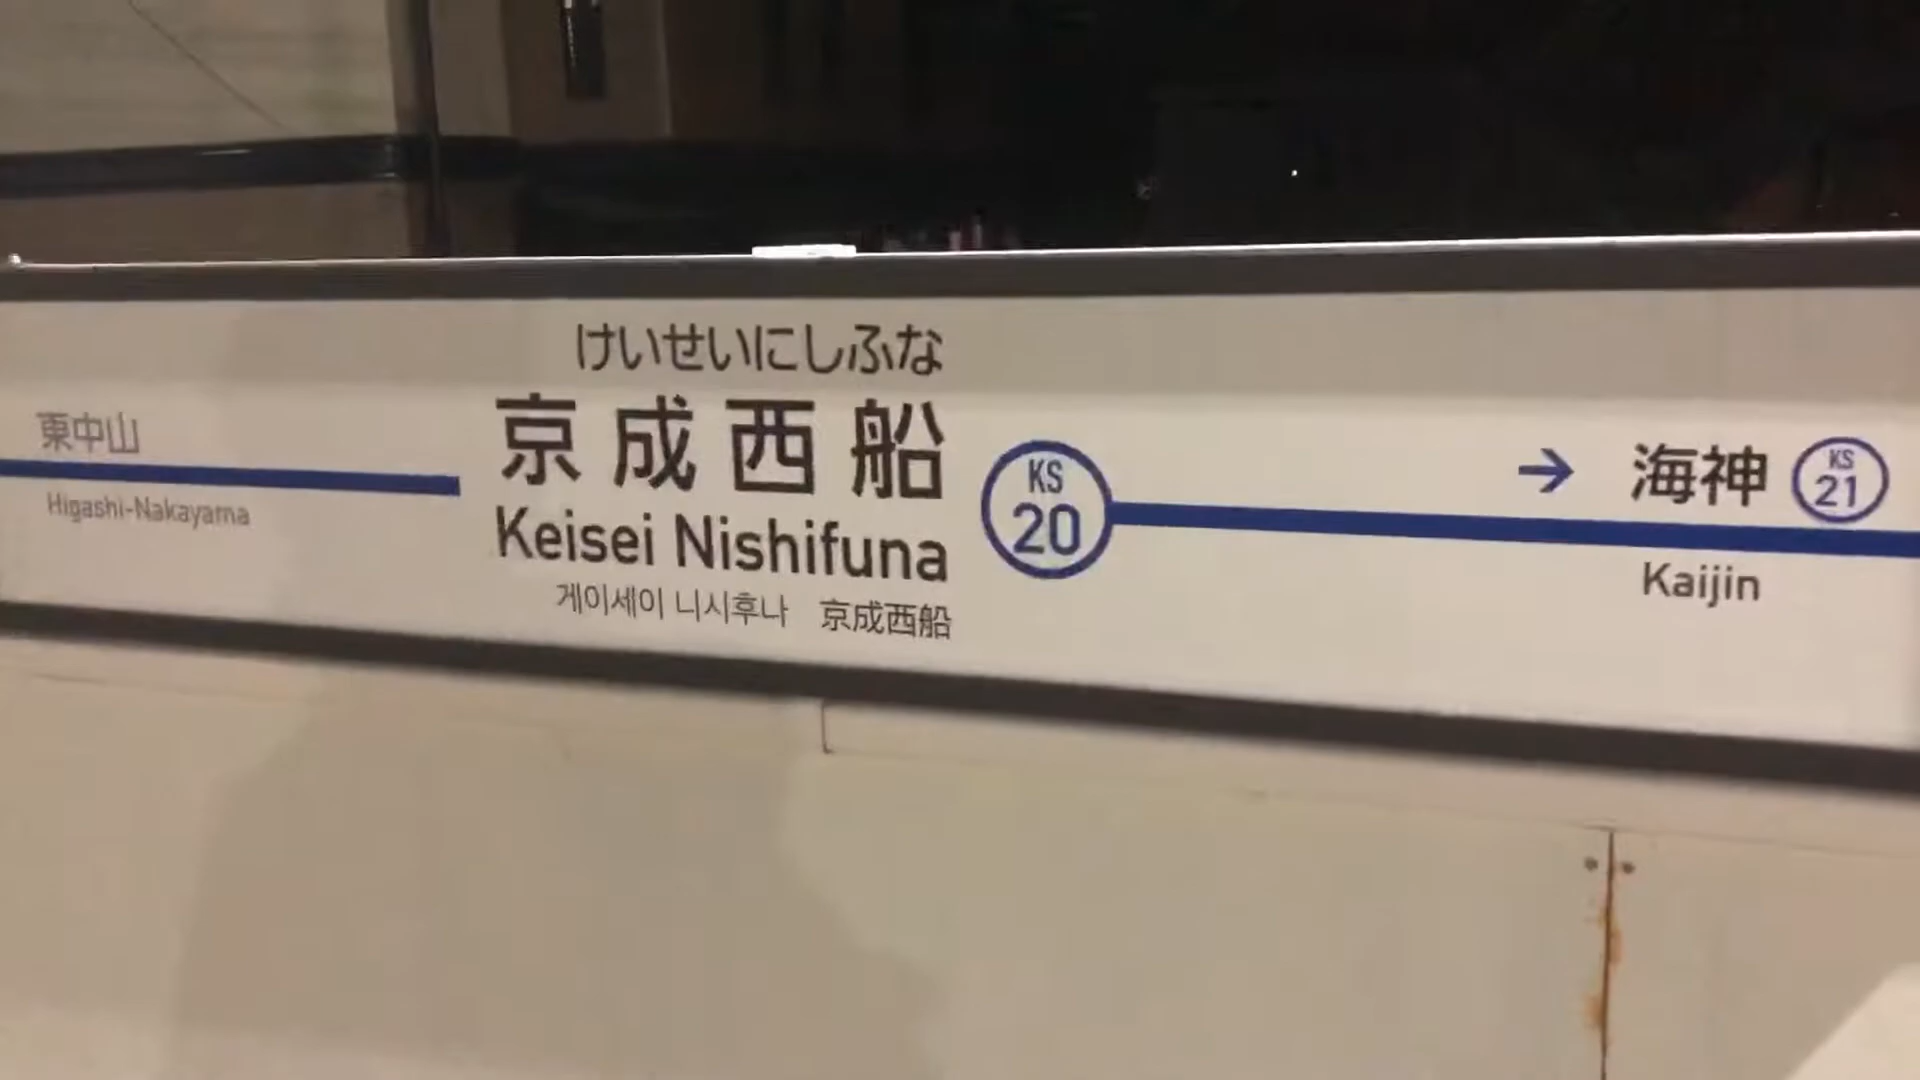 けいせいにしふな
東中山
京成西船
KS
20
→ 海神
KS
21
Higashi-Nakayama
Keisei Nishifuna
Kaijin
게이세이 니시후나 京成西船